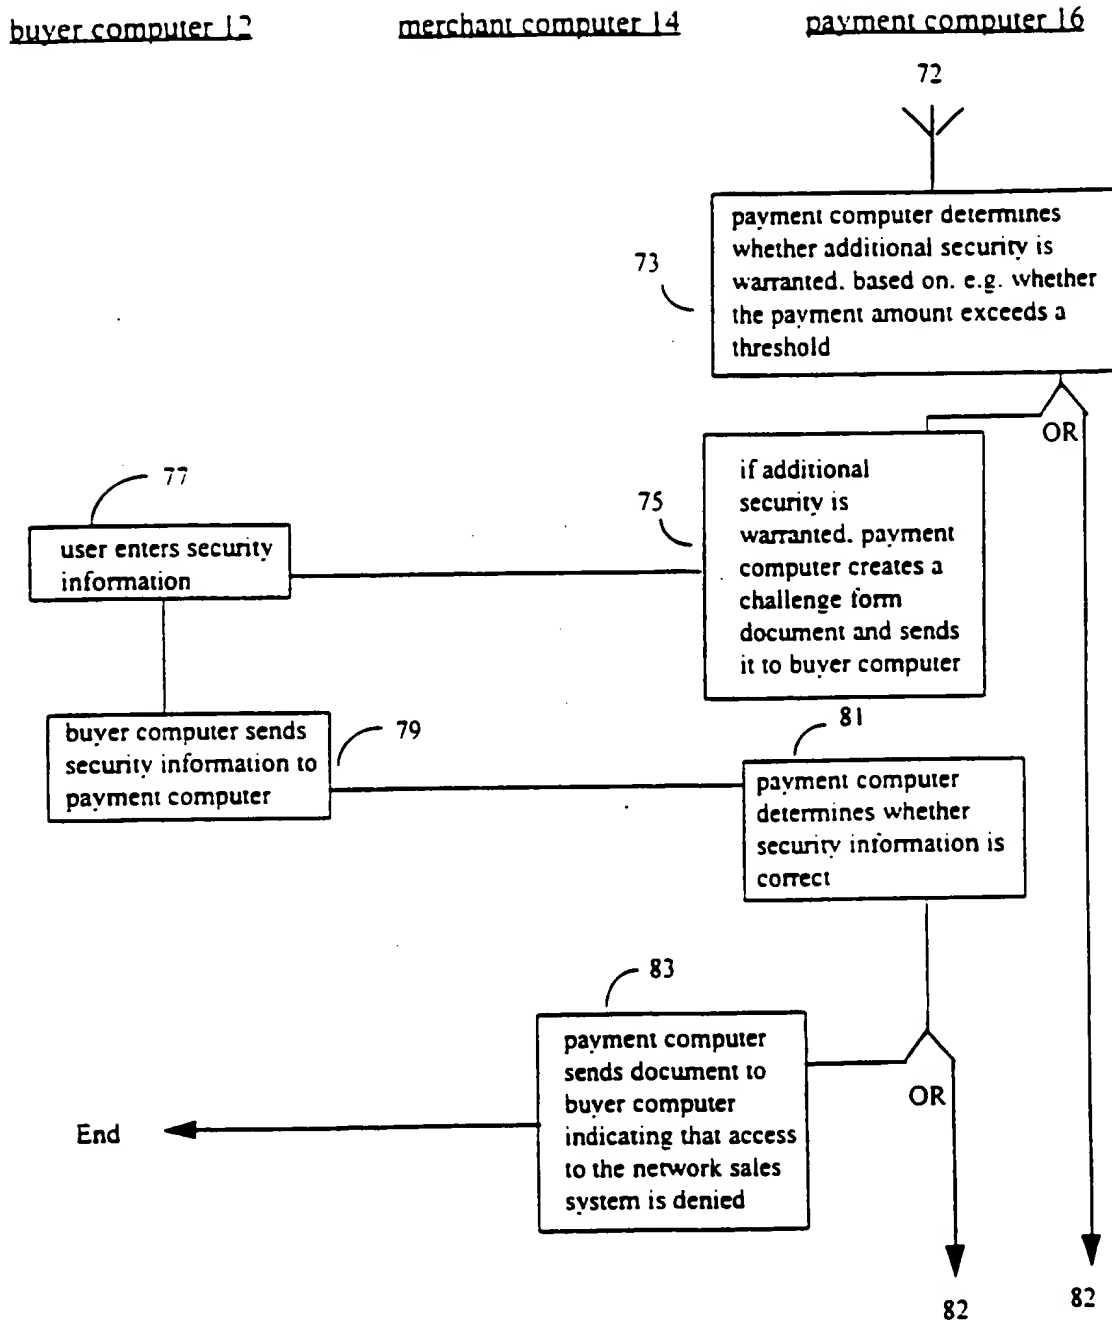 buyer computer 12
merchant computer 14
payment computer 16
72
payment computer determines
whether additional security is
warranted. based on. e.g. whether
the payment amount exceeds a
threshold
73
OR
if additional
security is
warranted. payment
computer creates a
challenge form
document and sends
it to buyer computer
75
77
user enters security
information
buyer computer sends
security information to
payment computer
79
81
payment computer
determines whether
security information is
correct
83
payment computer
sends document to
buyer computer
indicating that access
to the network sales
system is denied
OR
End
82
82